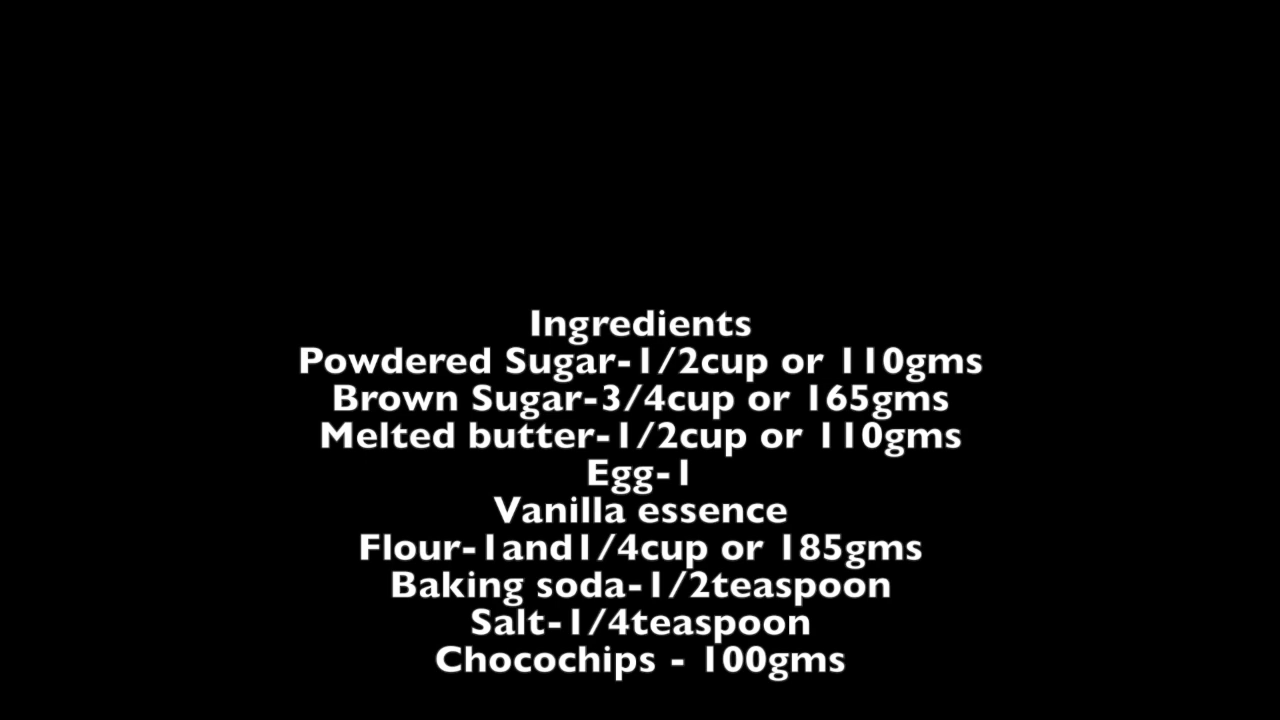 Ingredients
Powdered Sugar-1/2cup or 110gms
Brown Sugar-3/4cup or 165gms
Melted butter-1/2cup or 110gms
Egg-1
Vanilla essence
Flour-1and1/4cup or 185gms
Baking soda-1/2teaspoon
Salt-1/4teaspoon
Chocochips - 100gms